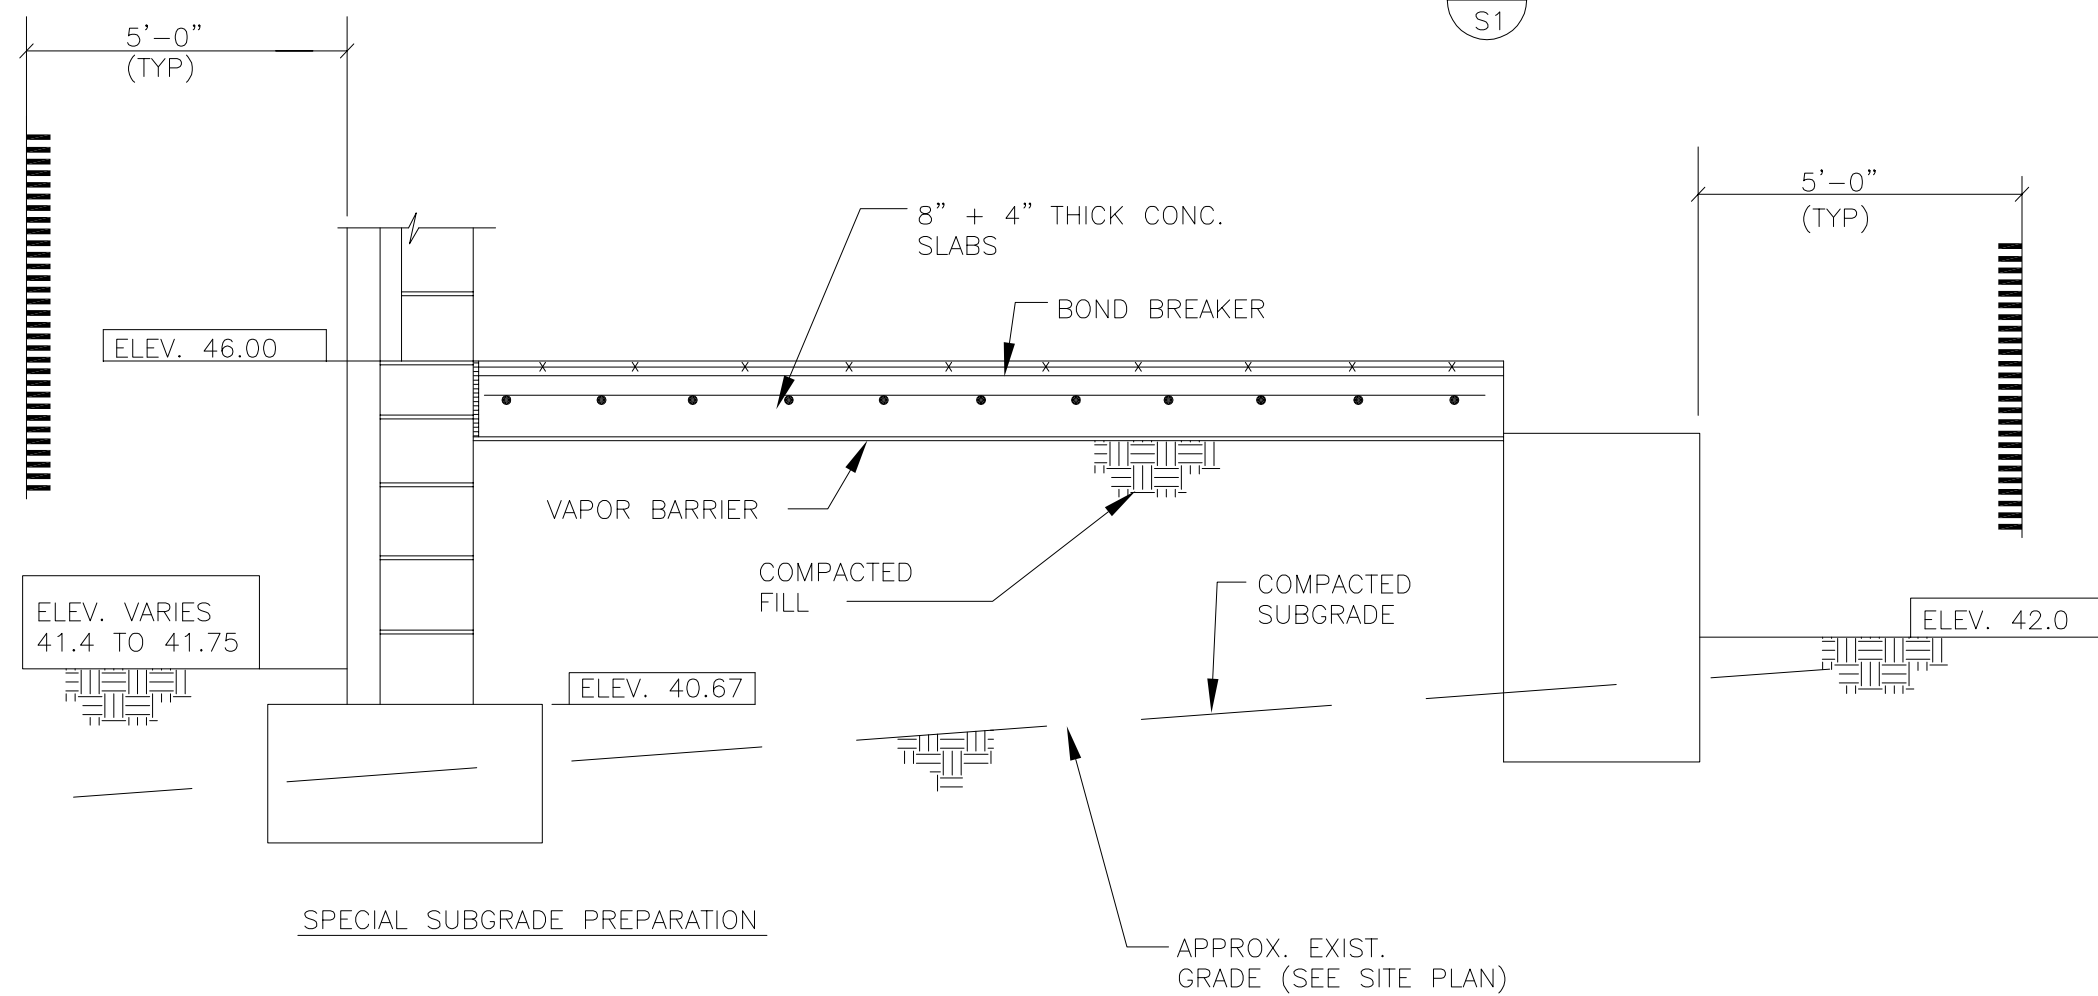 S1
5'-0"
(TYP)
5'-0"
(TYP)
8" + 4" THICK CONC.
SLABS
BOND BREAKER
ELEV. 46.00
VAPOR BARRIER
COMPACTED
FILL
COMPACTED
SUBGRADE
ELEV. VARIES
41.4 TO 41.75
ELEV. 42.0
ELEV. 40.67
SPECIAL SUBGRADE PREPARATION
APPROX. EXIST.
GRADE (SEE SITE PLAN)